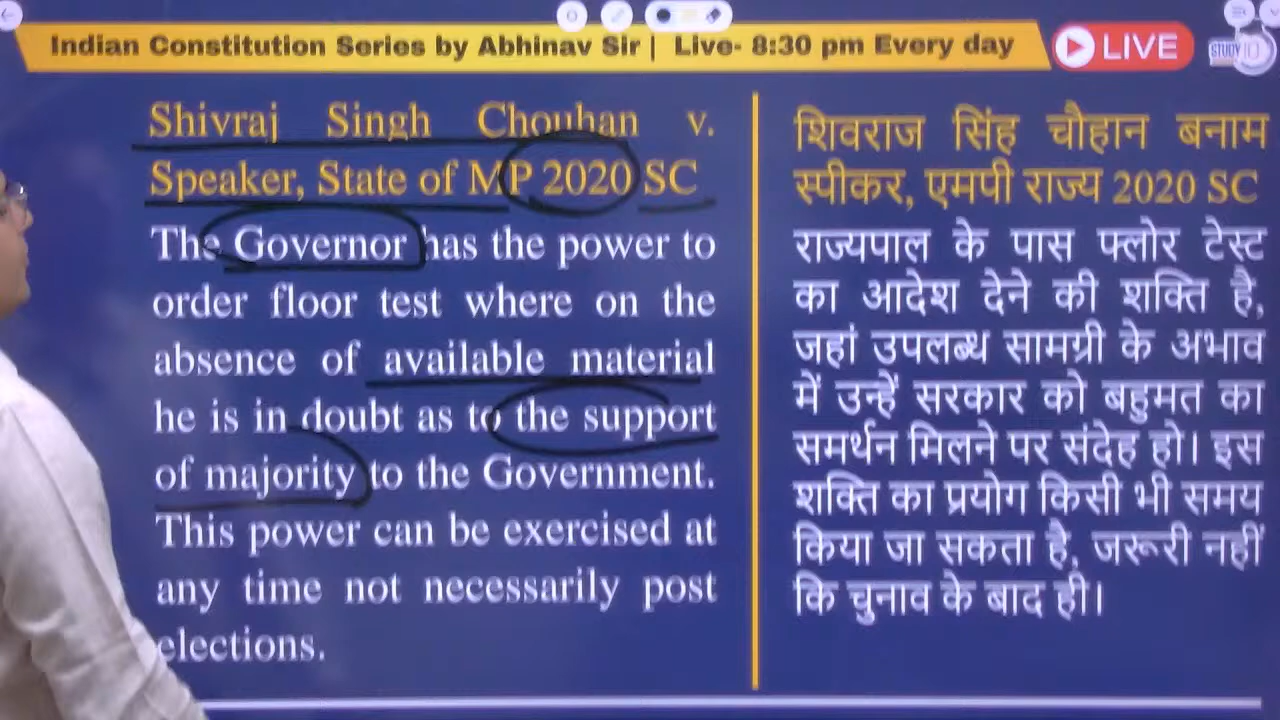 Indian Constitution Series by Abhinav Sir | Live- 8:30 pm Every day
LIVE
STUDY
Shivraj Singh Chouhan v.
Speaker, State of MP 2020 SC
The Governor has the power to
order floor test where on the
absence of available material
he is in doubt as to the support
of majority to the Government.
This power can be exercised at
any time not necessarily post
elections.
शिवराज सिंह चौहान बनाम
स्पीकर, एमपी राज्य 2020 SC
राज्यपाल के पास फ्लोर टेस्ट
का आदेश देने की शक्ति है,
जहां उपलब्ध सामग्री के अभाव
में उन्हें सरकार को बहुमत का
समर्थन मिलने पर संदेह हो। इस
शक्ति का प्रयोग किसी भी समय
किया जा सकता है, जरूरी नहीं
कि चुनाव के बाद ही।